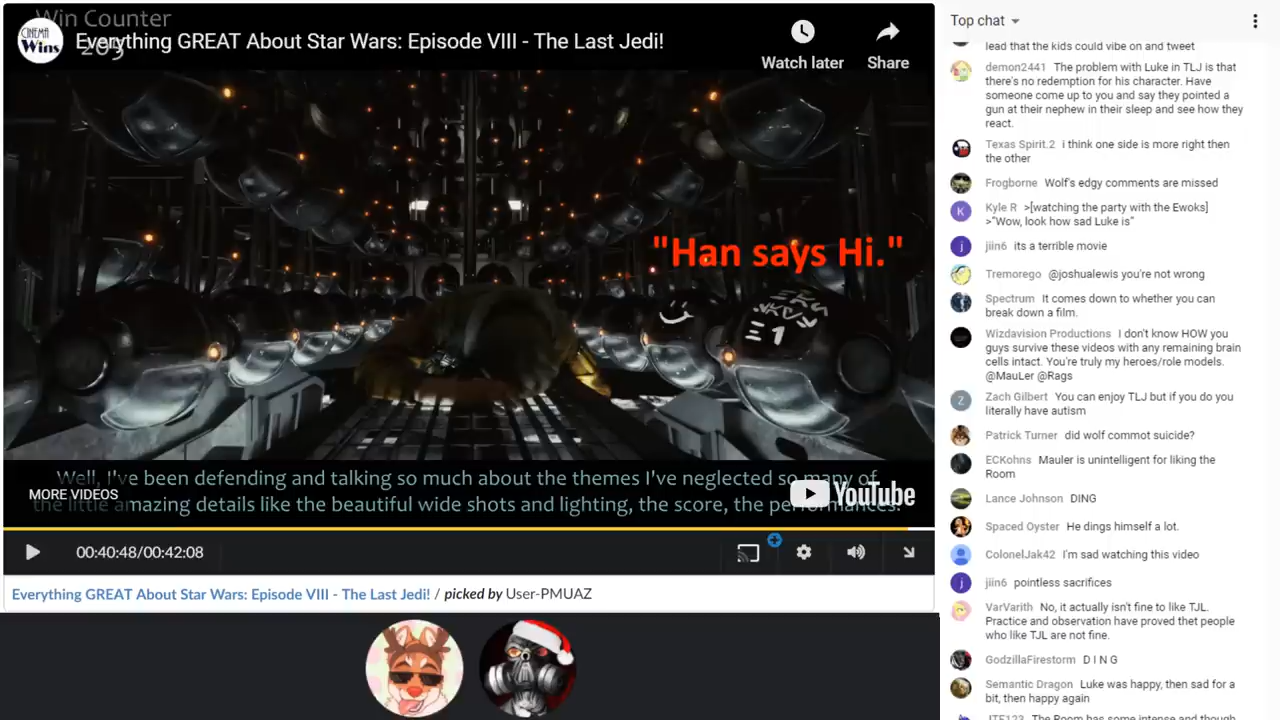 Win Counter
205
CINEMA
Wins
Everything GREAT About Star Wars: Episode VIII - The Last Jedi!
Watch later
Share
"Han says Hi."
Well, I've been defending and talking so much about the themes I've neglected so many of
the little amazing details like the beautiful wide shots and lighting, the score, the performances.
MORE VIDEOS
YouTube
00:40:48/00:42:08
Everything GREAT About Star Wars: Episode VIII - The Last Jedi! / picked by User-PMUAZ
Top chat
lead that the kids could vibe on and tweet
demon2441 The problem with Luke in TLJ is that
there's no redemption for his character. Have
someone come up to you and say they pointed a
gun at their nephew in their sleep and see how they
react.
Texas Spirit.2 i think one side is more right then
the other
Frogborne Wolf's edgy comments are missed
K
Kyle R >[watching the party with the Ewoks]
>"Wow, look how sad Luke is"
j
jiin6 its a terrible movie
Tremorego @joshualewis you're not wrong
Spectrum It comes down to whether you can
break down a film.
Wizdavision Productions I don't know HOW you
guys survive these videos with any remaining brain
cells intact. You're truly my heroes/role models.
@MauLer @Rags
Z
Zach Gilbert You can enjoy TLJ but if you do you
literally have autism
Patrick Turner did wolf commot suicide?
ECKohns Mauler is unintelligent for liking the
Room
Lance Johnson DING
Spaced Oyster He dings himself a lot.
ColonelJak42 I'm sad watching this video
j
jiin6 pointless sacrifices
VarVarith No, it actually isn't fine to like TJL.
Practice and observation have proved thet people
who like TJL are not fine.
GodzillaFirestorm D I N G
Semantic Dragon Luke was happy, then sad for a
bit, then happy again
JTE123 The Room has some intense and though